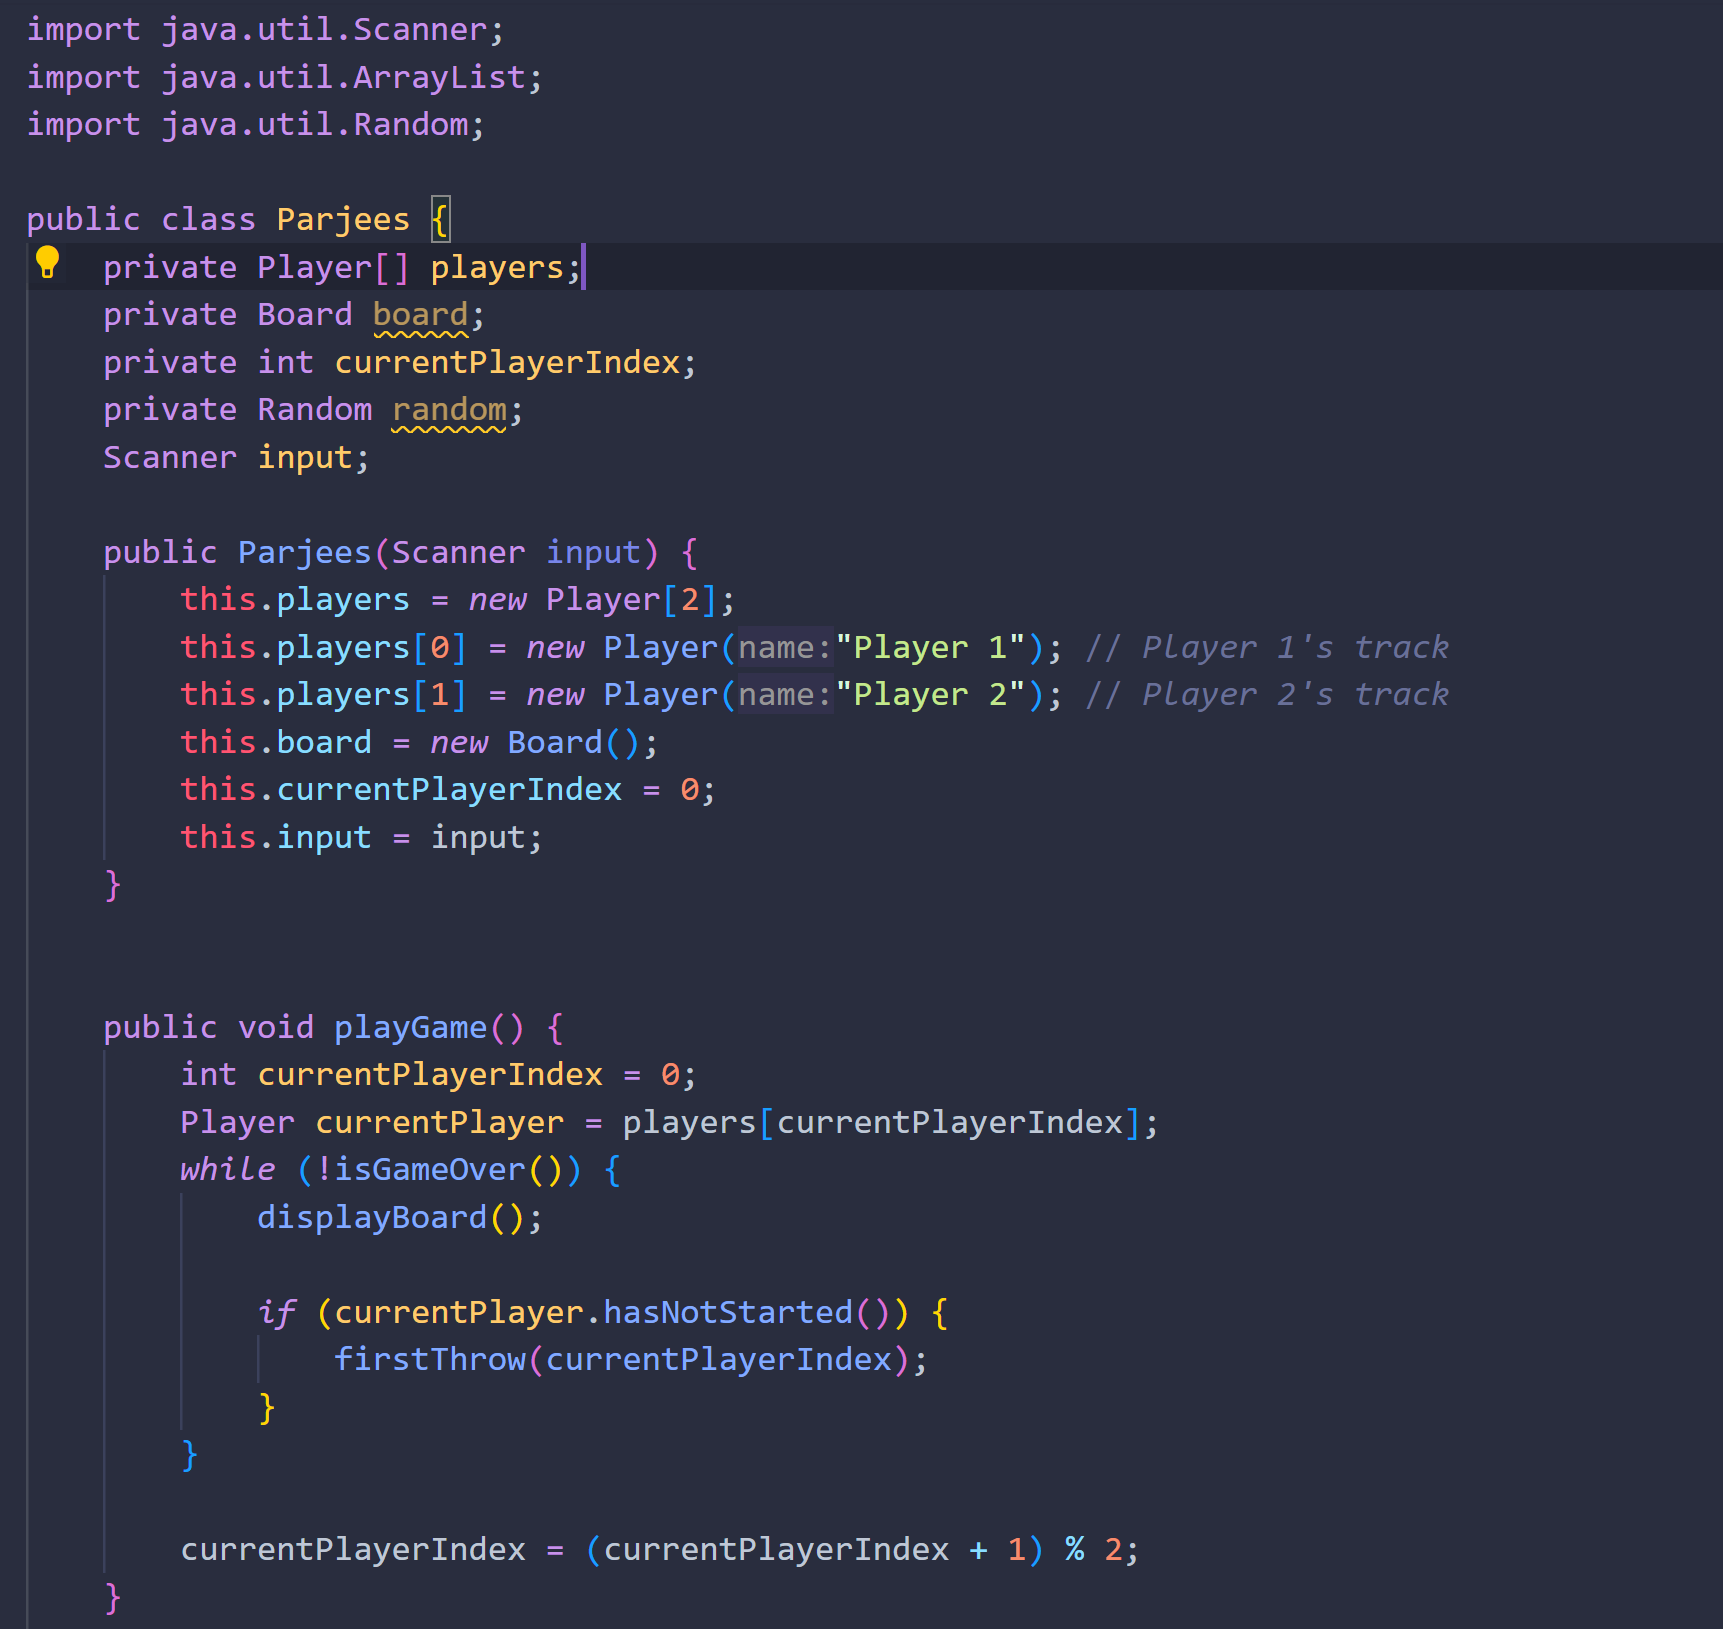 import java.util.Scanner;
import java.util.ArrayList;
import java.util.Random;

public class Parjees {
    private Player[] players;
    private Board board;
    private int currentPlayerIndex;
    private Random random;
    Scanner input;

    public Parjees(Scanner input) {
        this.players = new Player[2];
        this.players[0] = new Player(name:"Player 1"); // Player 1's track
        this.players[1] = new Player(name:"Player 2"); // Player 2's track
        this.board = new Board();
        this.currentPlayerIndex = 0;
        this.input = input;
    }


    public void playGame() {
        int currentPlayerIndex = 0;
        Player currentPlayer = players[currentPlayerIndex];
        while (!isGameOver()) {
            displayBoard();

            if (currentPlayer.hasNotStarted()) {
                firstThrow(currentPlayerIndex);
            }
        }

        currentPlayerIndex = (currentPlayerIndex + 1) % 2;
    }